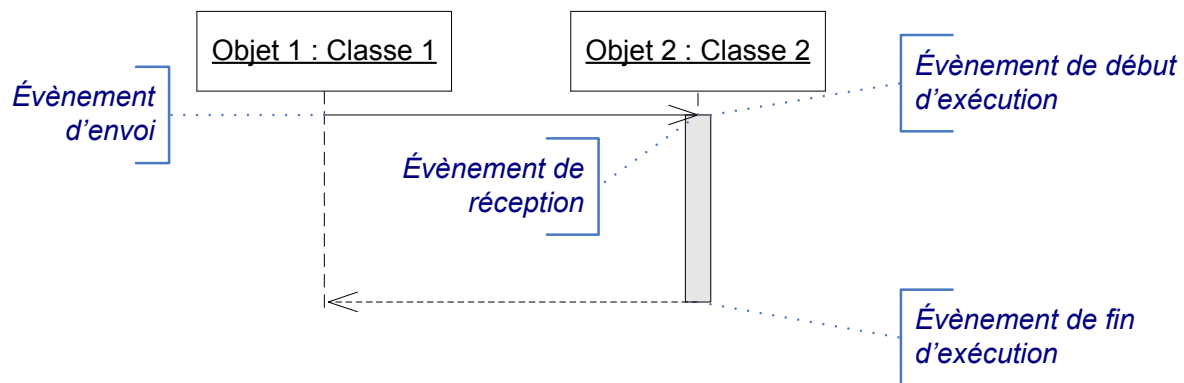 Objet 1 : Classe 1
Objet 2 : Classe 2
Évènement de début
d’exécution
Évènement
d’envoi
Évènement de
réception
Évènement de fin
d’exécution